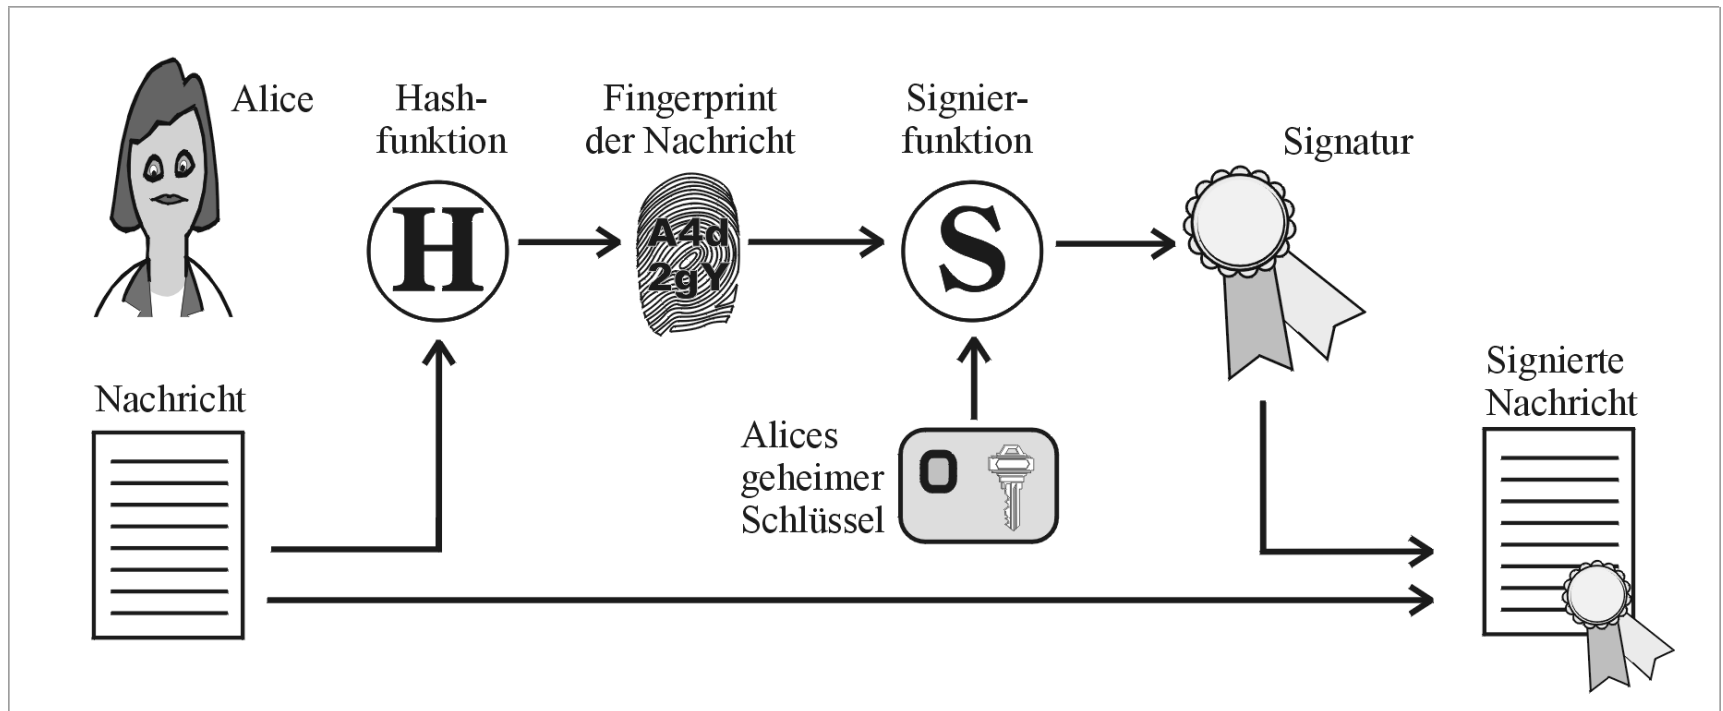 Alice
Hash-
funktion
H
Fingerprint
der Nachricht
A4d
2gY
Signier-
funktion
S
Signatur
Nachricht
Alices
geheimer
Schlüssel
Signierte
Nachricht